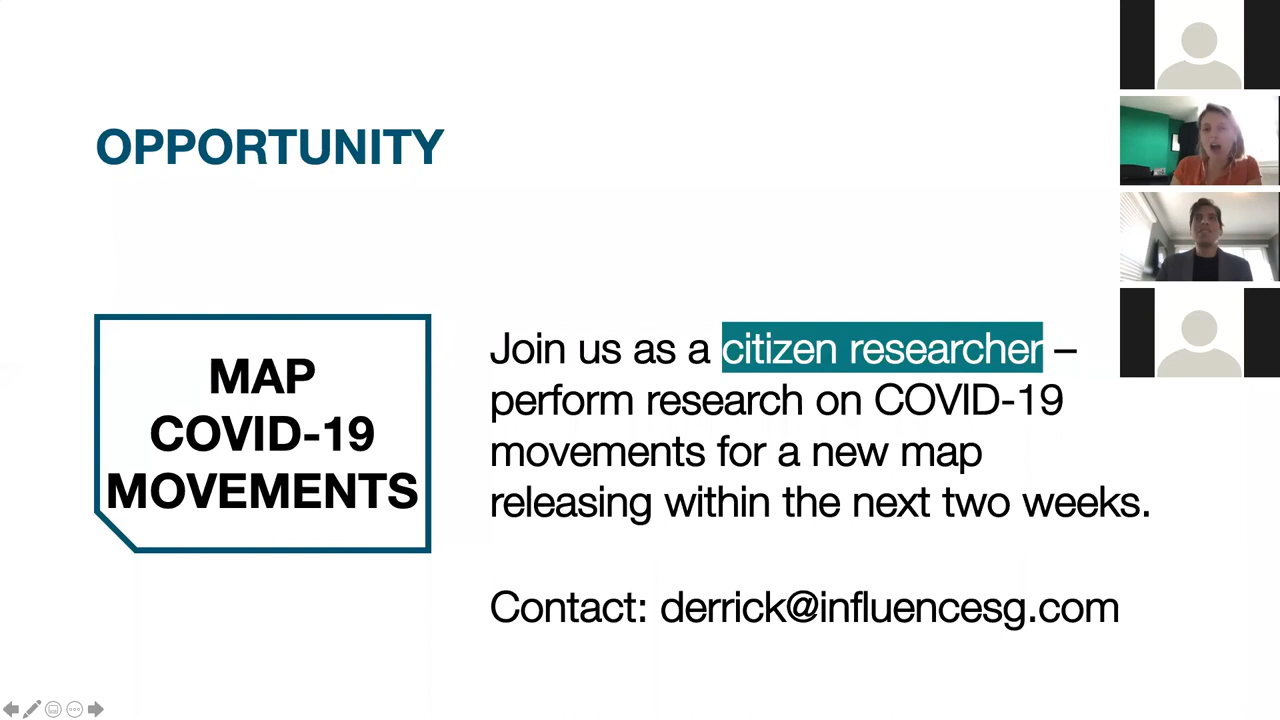 OPPORTUNITY
MAP
COVID-19
MOVEMENTS
Join us as a citizen researcher –
perform research on COVID-19
movements for a new map
releasing within the next two weeks.
Contact: derrick@influencesg.com